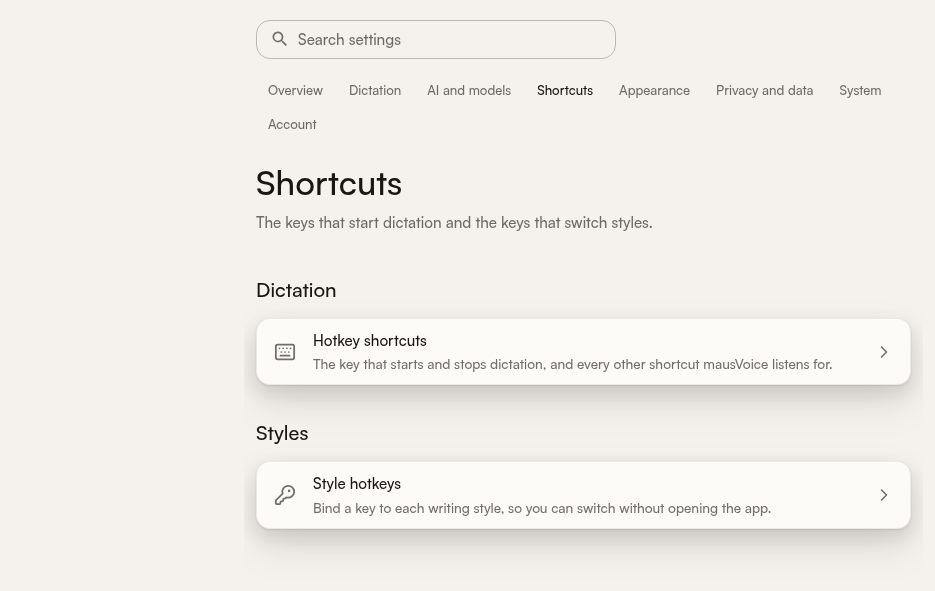 Search settings
Overview Dictation AI and models Shortcuts Appearance Privacy and data System
Account
Shortcuts
The keys that start dictation and the keys that switch styles.
Dictation
Hotkey shortcuts
The key that starts and stops dictation, and every other shortcut mausVoice listens for.
Styles
Style hotkeys
Bind a key to each writing style, so you can switch without opening the app.